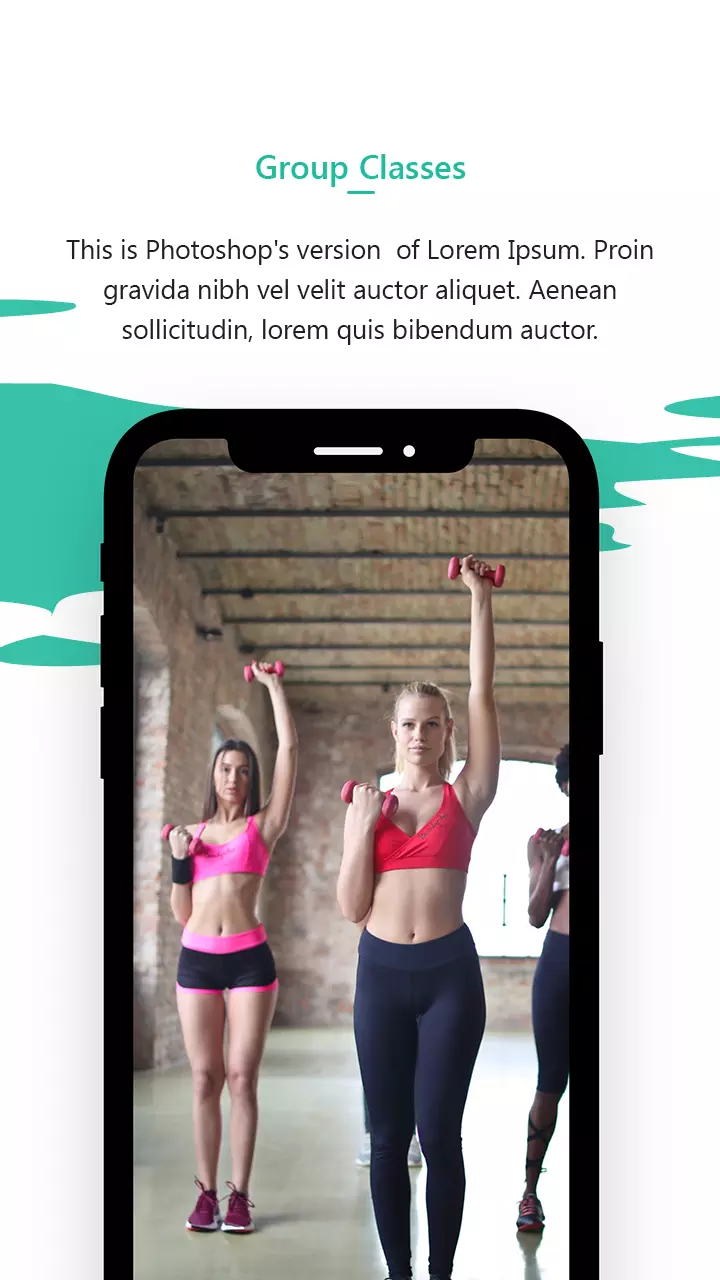 Group Classes
This is Photoshop's version  of Lorem Ipsum. Proin
gravida nibh vel velit auctor aliquet. Aenean
sollicitudin, lorem quis bibendum auctor.